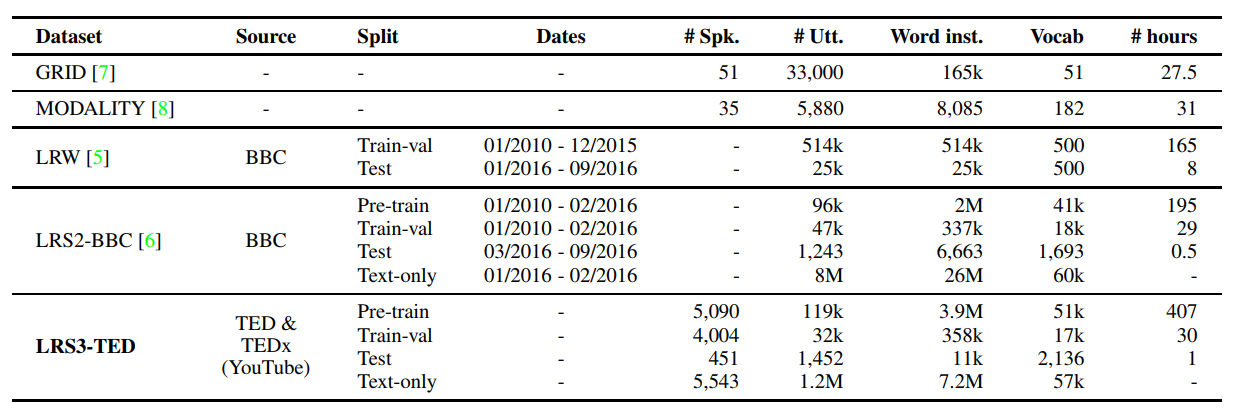 Dataset Source Split Dates # Spk. # Utt. Word inst. Vocab # hours
GRID [7] - - - 51 33,000 165k 51 27.5
MODALITY [8] - - - 35 5,880 8,085 182 31
LRW [5] BBC Train-val 01/2010 - 12/2015 - 514k 514k 500 165
Test 01/2016 - 09/2016 - 25k 25k 500 8
LRS2-BBC [6] BBC Pre-train 01/2010 - 02/2016 - 96k 2M 41k 195
Train-val 01/2010 - 02/2016 - 47k 337k 18k 29
Test 03/2016 - 09/2016 - 1,243 6,663 1,693 0.5
Text-only 01/2016 - 02/2016 - 8M 26M 60k -
LRS3-TED TED & TEDx (YouTube) Pre-train - 5,090 119k 3.9M 51k 407
Train-val - 4,004 32k 358k 17k 30
Test - 451 1,452 11k 2,136 1
Text-only - 5,543 1.2M 7.2M 57k -